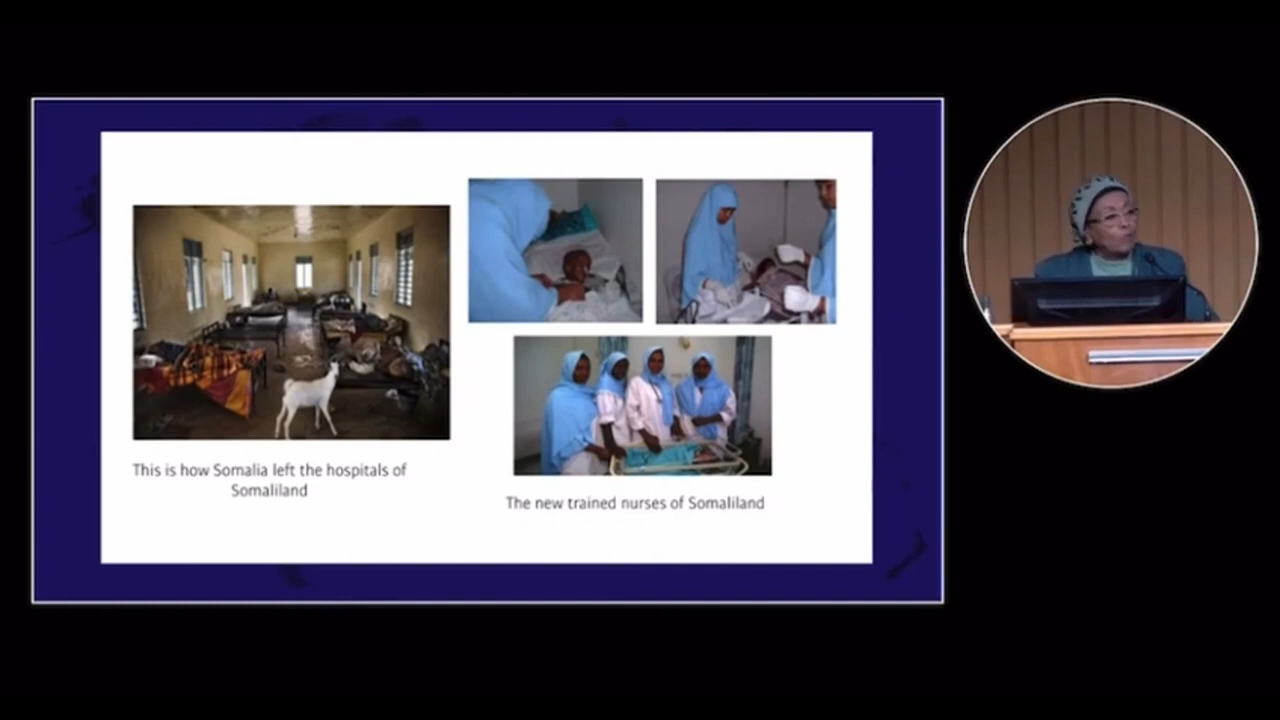 This is how Somalia left the hospitals of
Somaliland
The new trained nurses of Somaliland